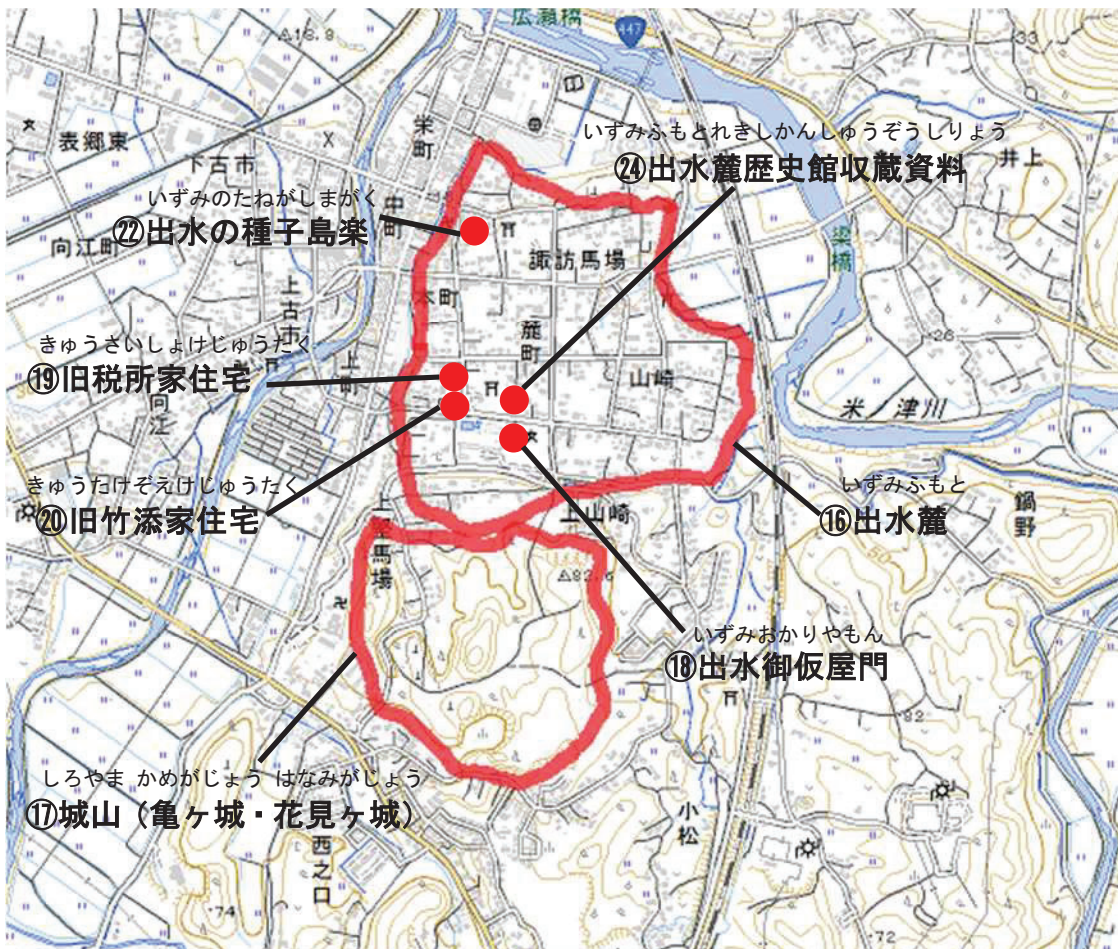 広瀬橋
447
△18.8
33
栄町
表郷東
下古市
いずみふもとれきしかんしゅうぞうしりょう
㉔出水麓歴史館収蔵資料
井上
いずみのたねがしまがく
㉒出水の種子島楽
中町
向江町
諏訪馬場
上古市
本町
麓町
26
きゅうさいしょけじゅうたく
⑲旧税所家住宅
上町
向江
山崎
米ノ津川
きゅうたけぞえけじゅうたく
⑳旧竹添家住宅
上山崎
いずみふもと
⑯出水麓
鍋野
△82.6
いずみおかりやもん
⑱出水御仮屋門
92
しろやま かめがじょう はなみがじょう
⑰城山（亀ヶ城・花見ヶ城）
小松
西之口
74
72